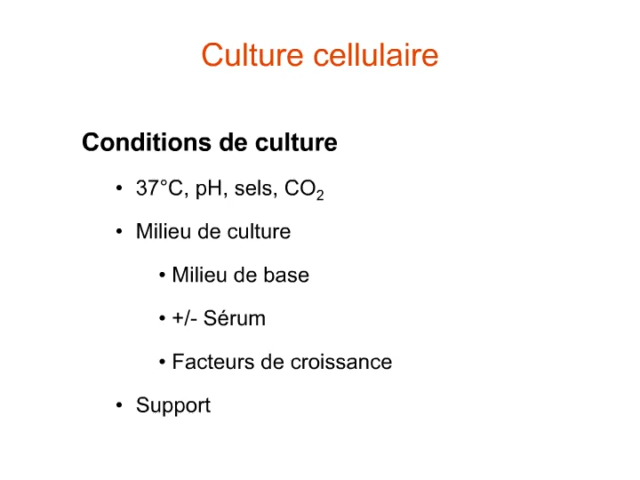 Culture cellulaire
Conditions de culture
• 37°C, pH, sels, CO₂
• Milieu de culture
• Milieu de base
• +/- Sérum
• Facteurs de croissance
• Support